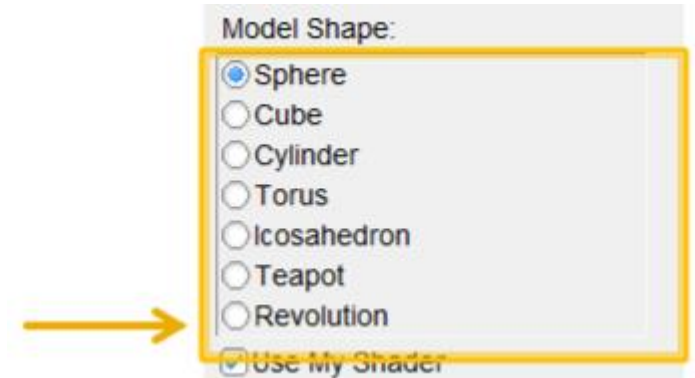 Model Shape:
Sphere
Cube
Cylinder
Torus
Icosahedron
Teapot
Revolution
Use My Shader